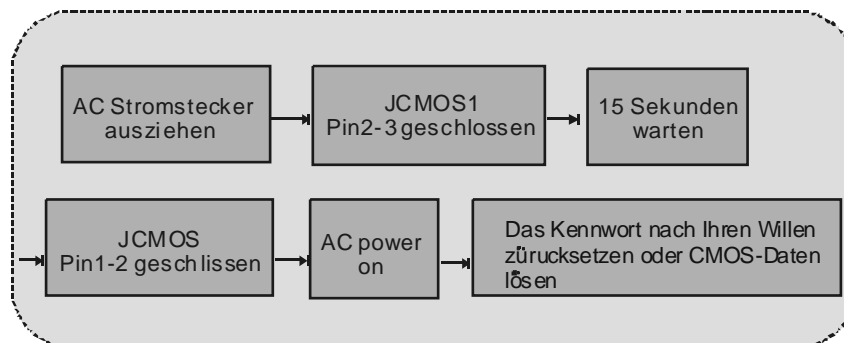 AC Stromstecker
ausziehen
JCMOS1
Pin2-3 geschlossen
15 Sekunden
warten
JCMOS
Pin1-2 geschlissen
AC power
on
Das Kennwort nach Ihren Willen
zürucksetzen oder CMOS-Daten
lösen